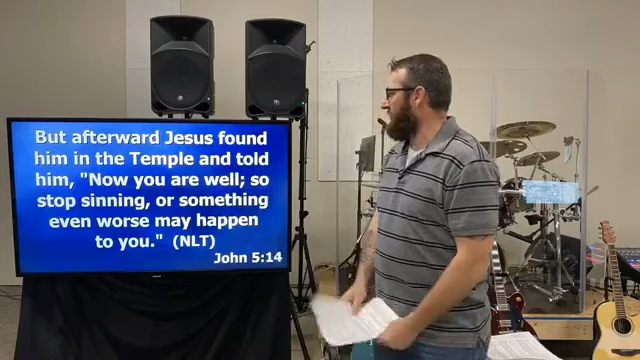 But afterward Jesus found
him in the Temple and told
him, "Now you are well; so
stop sinning, or something
even worse may happen
to you." (NLT)
John 5:14